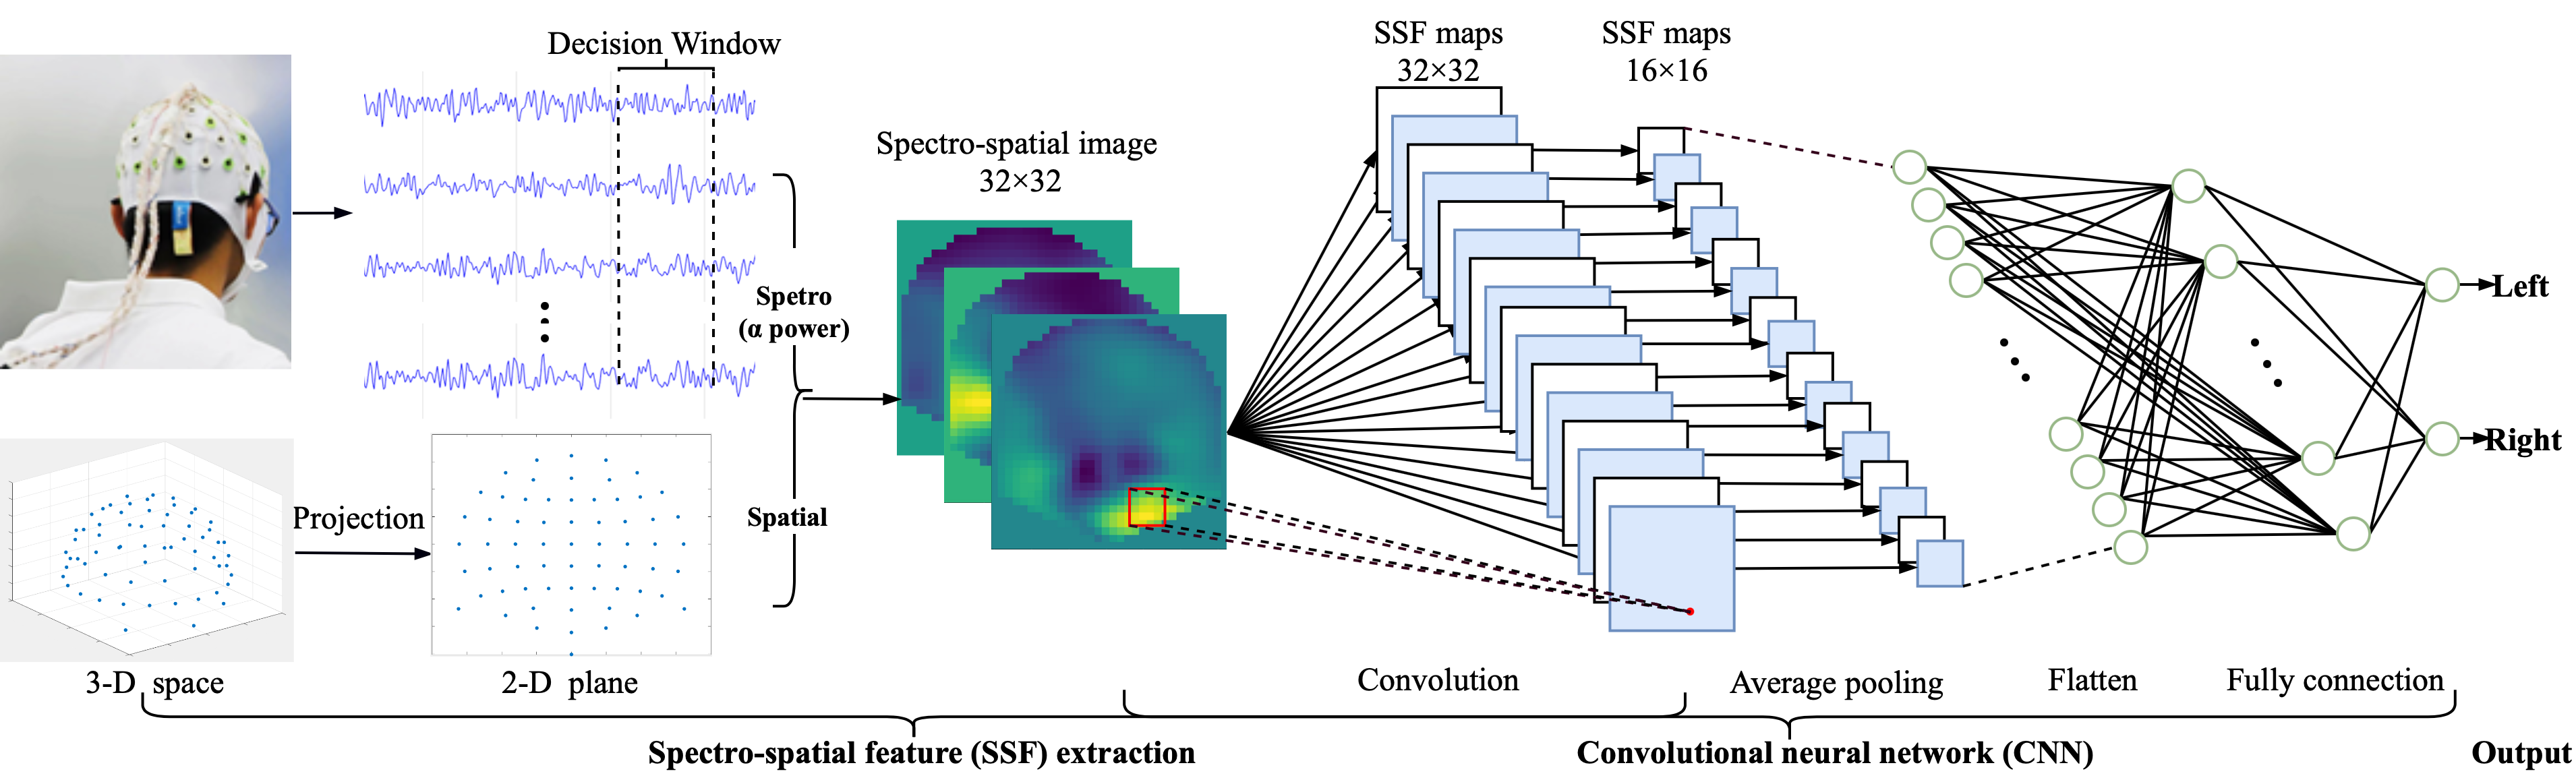 Decision Window
Spetro
(α power)
Spatial
Projection
3-D space
2-D plane
Spectro-spatial image
32×32
SSF maps
32×32
SSF maps
16×16
Left
Right
Convolution
Average pooling
Flatten
Fully connection
Spectro-spatial feature (SSF) extraction
Convolutional neural network (CNN)
Output